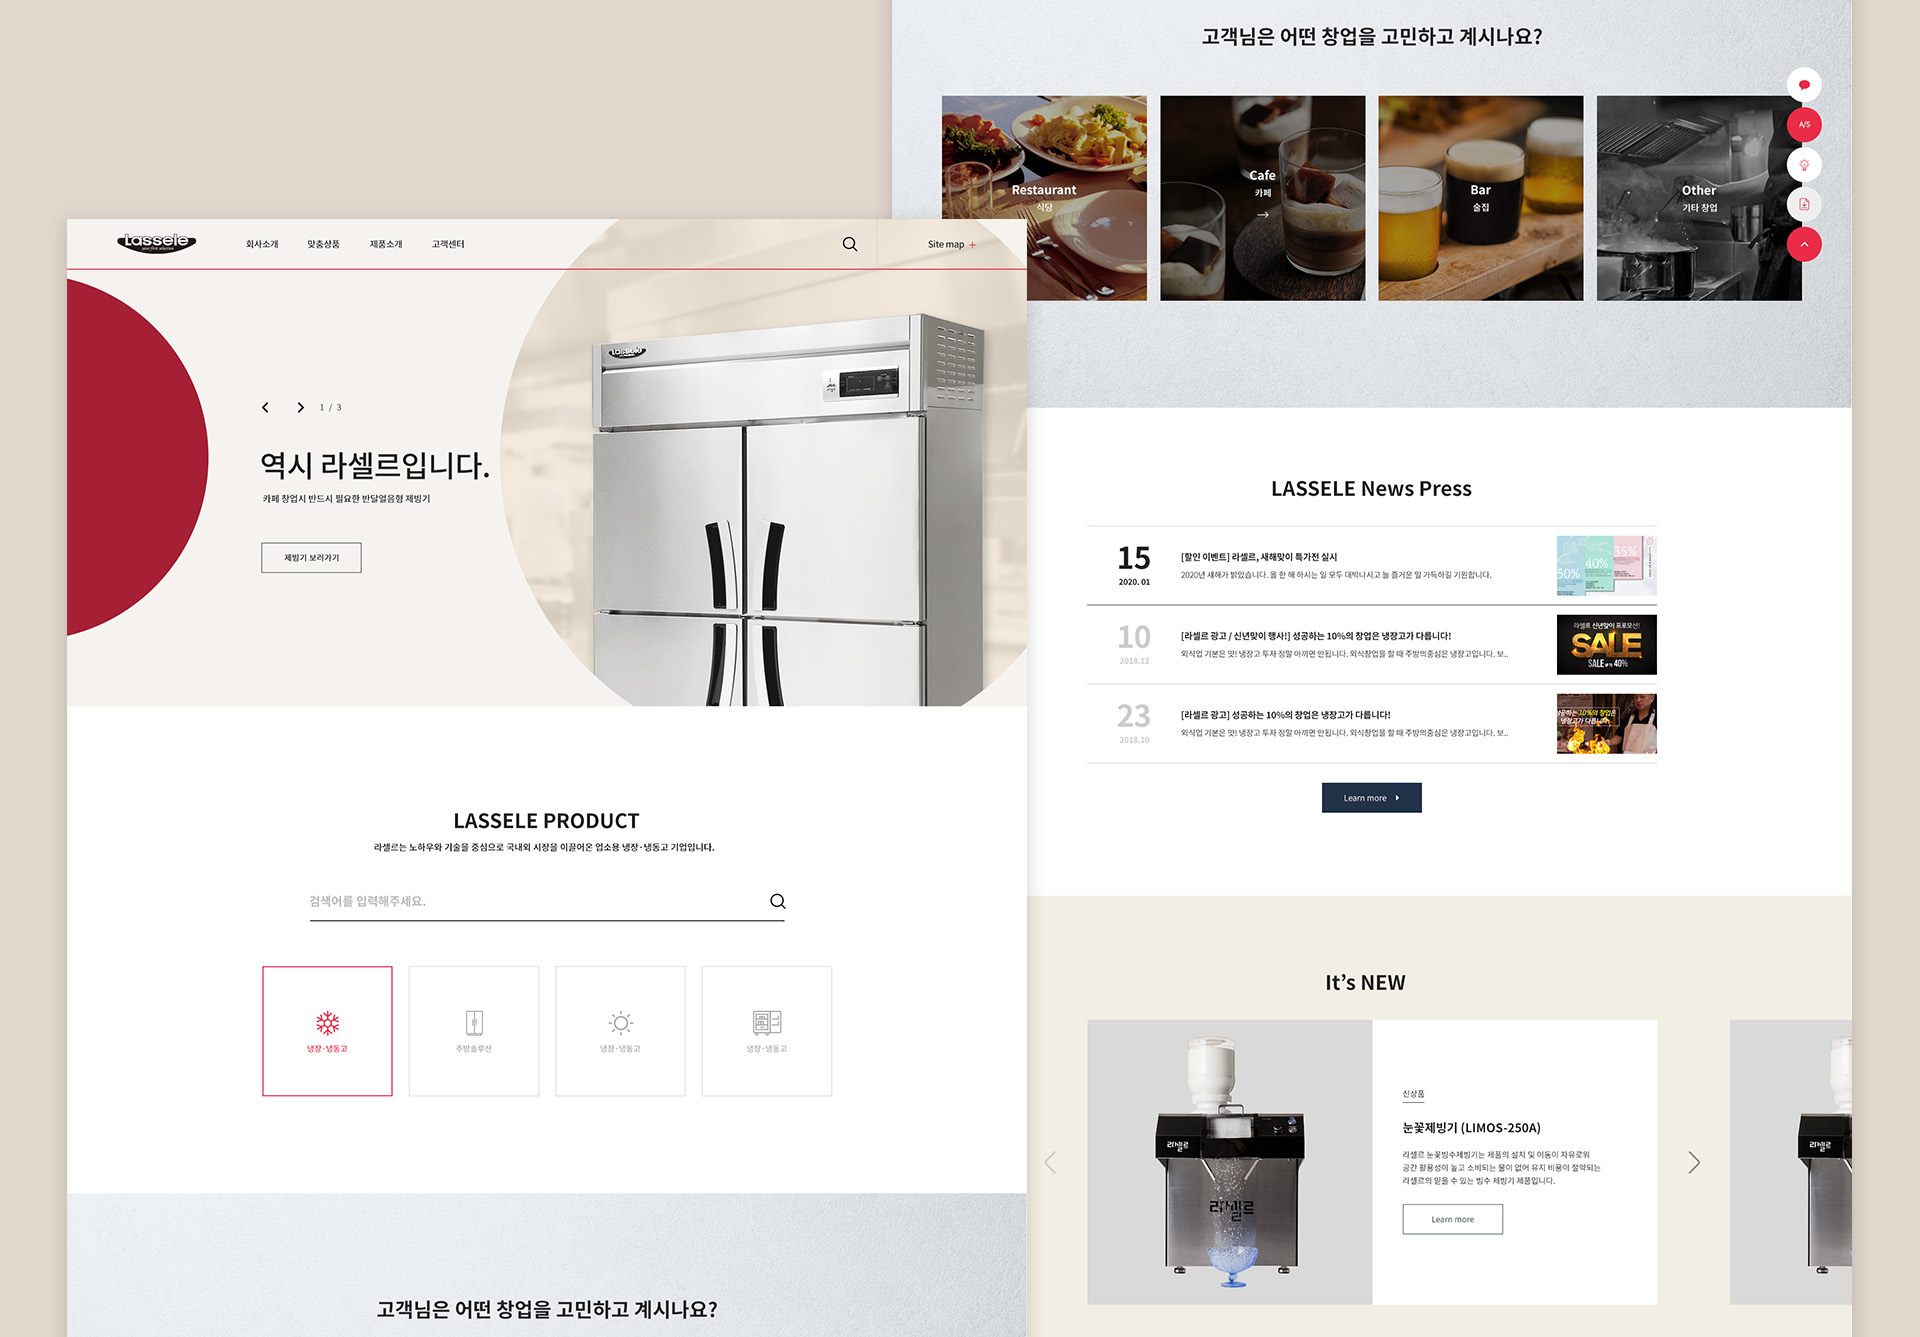 Lassele
your first selection
회사소개
맞춤상품
제품소개
고객센터
Site map +
Lassele
1 / 3
역시 라셀르입니다.
카페 창업시 반드시 필요한 반달얼음형 제빙기
제빙기 보러가기
LASSELE PRODUCT
라셀르는 노하우와 기술을 중심으로 국내외 시장을 이끌어온 업소용 냉장·냉동고 기업입니다.
검색어를 입력해주세요.
냉장·냉동고
주방솔루션
냉장·냉동고
냉장·냉동고
고객님은 어떤 창업을 고민하고 계시나요?
고객님은 어떤 창업을 고민하고 계시나요?
Restaurant
식당
Cafe
카페
Bar
술집
Other
기타 창업
A/S
LASSELE News Press
15
2020. 01
[할인 이벤트] 라셀르, 새해맞이 특가전 실시
2020년 새해가 밝았습니다. 올 한 해 하시는 일 모두 대박나시고 늘 즐거운 일 가득하길 기원합니다.
50%
40%
35%
10
2018.12
[라셀르 광고 / 신년맞이 행사!] 성공하는 10%의 창업은 냉장고가 다릅니다!
외식업 기본은 맛! 냉장고 투자 정말 아끼면 안됩니다. 외식창업을 할 때 주방의중심은 냉장고입니다. 보..
라셀르 신년맞이 프로모션!
SALE
SALE UP TO 40%
23
2018.10
[라셀르 광고] 성공하는 10%의 창업은 냉장고가 다릅니다!
외식업 기본은 맛! 냉장고 투자 정말 아끼면 안됩니다. 외식창업을 할 때 주방의중심은 냉장고입니다. 보..
성공하는 10%의 창업은
냉장고가 다릅니다.
Learn more
It’s NEW
라셀르
라셀르
신상품
눈꽃제빙기 (LIMOS-250A)
라셀르 눈꽃빙수제빙기는 제품의 설치 및 이동이 자유로워
공간 활용성이 높고 소비되는 물이 없어 유지 비용이 절약되는
라셀르의 믿을 수 있는 빙수 제빙기 제품입니다.
Learn more
라셀르